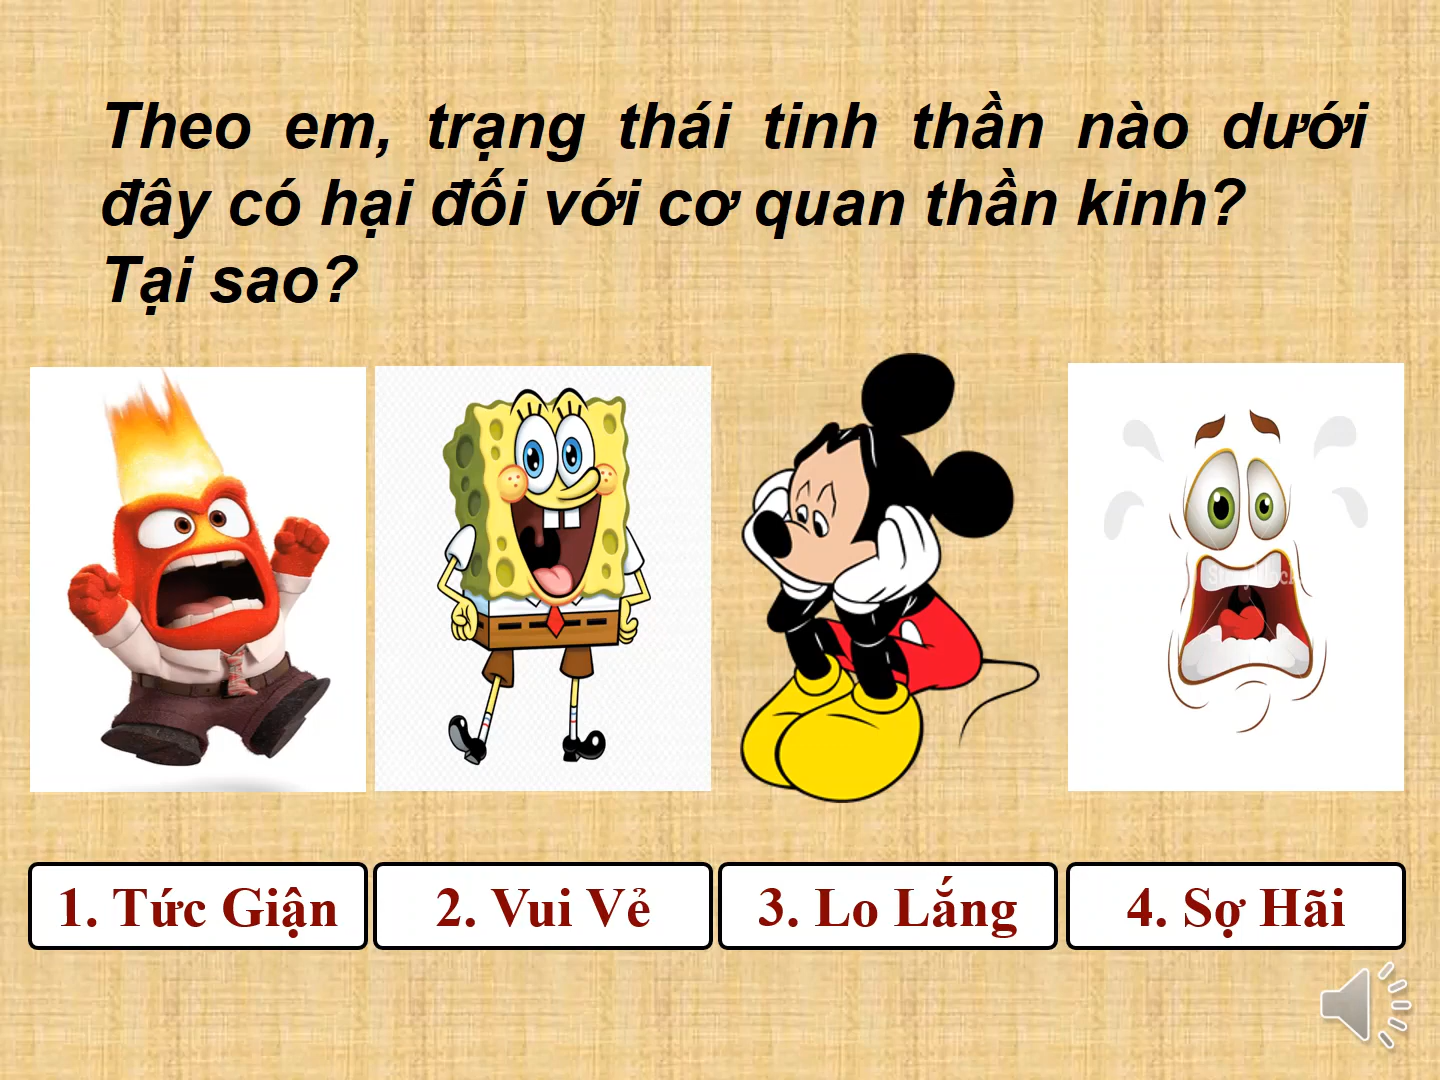 Theo em, trạng thái tinh thần nào dưới
đây có hại đối với cơ quan thần kinh?
Tại sao?
1. Tức Giận
2. Vui Vẻ
3. Lo Lắng
4. Sợ Hãi